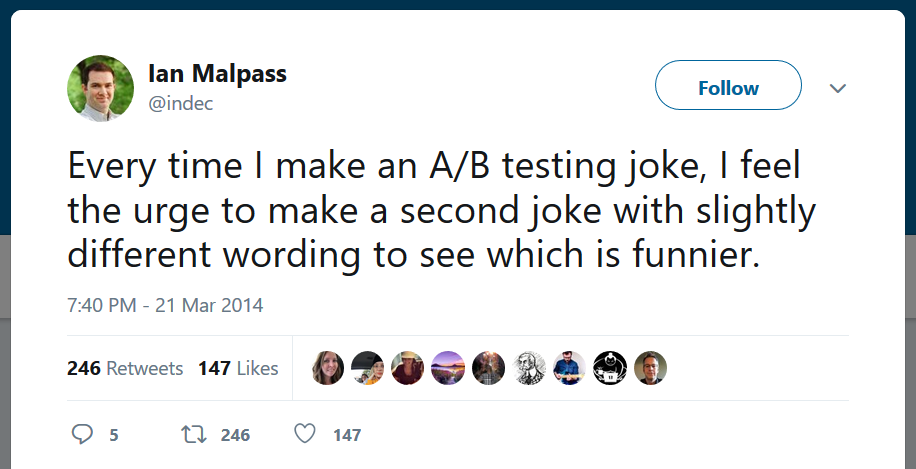 Ian Malpass
@indec
Follow
Every time I make an A/B testing joke, I feel
the urge to make a second joke with slightly
different wording to see which is funnier.
7:40 PM - 21 Mar 2014
246 Retweets 147 Likes
5 246 147